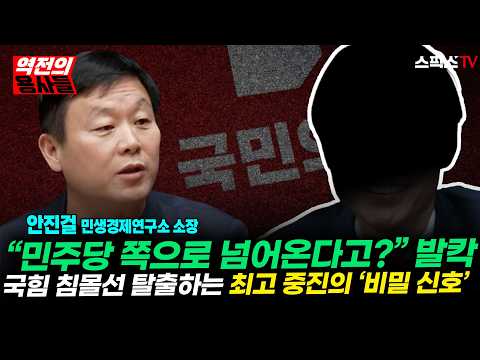 역전의
용사들
스픽스TV
국민의
안진걸 민생경제연구소 소장
“민주당 쪽으로 넘어온다고?” 발칵
국힘 침몰선 탈출하는 최고 중진의 ‘비밀 신호’